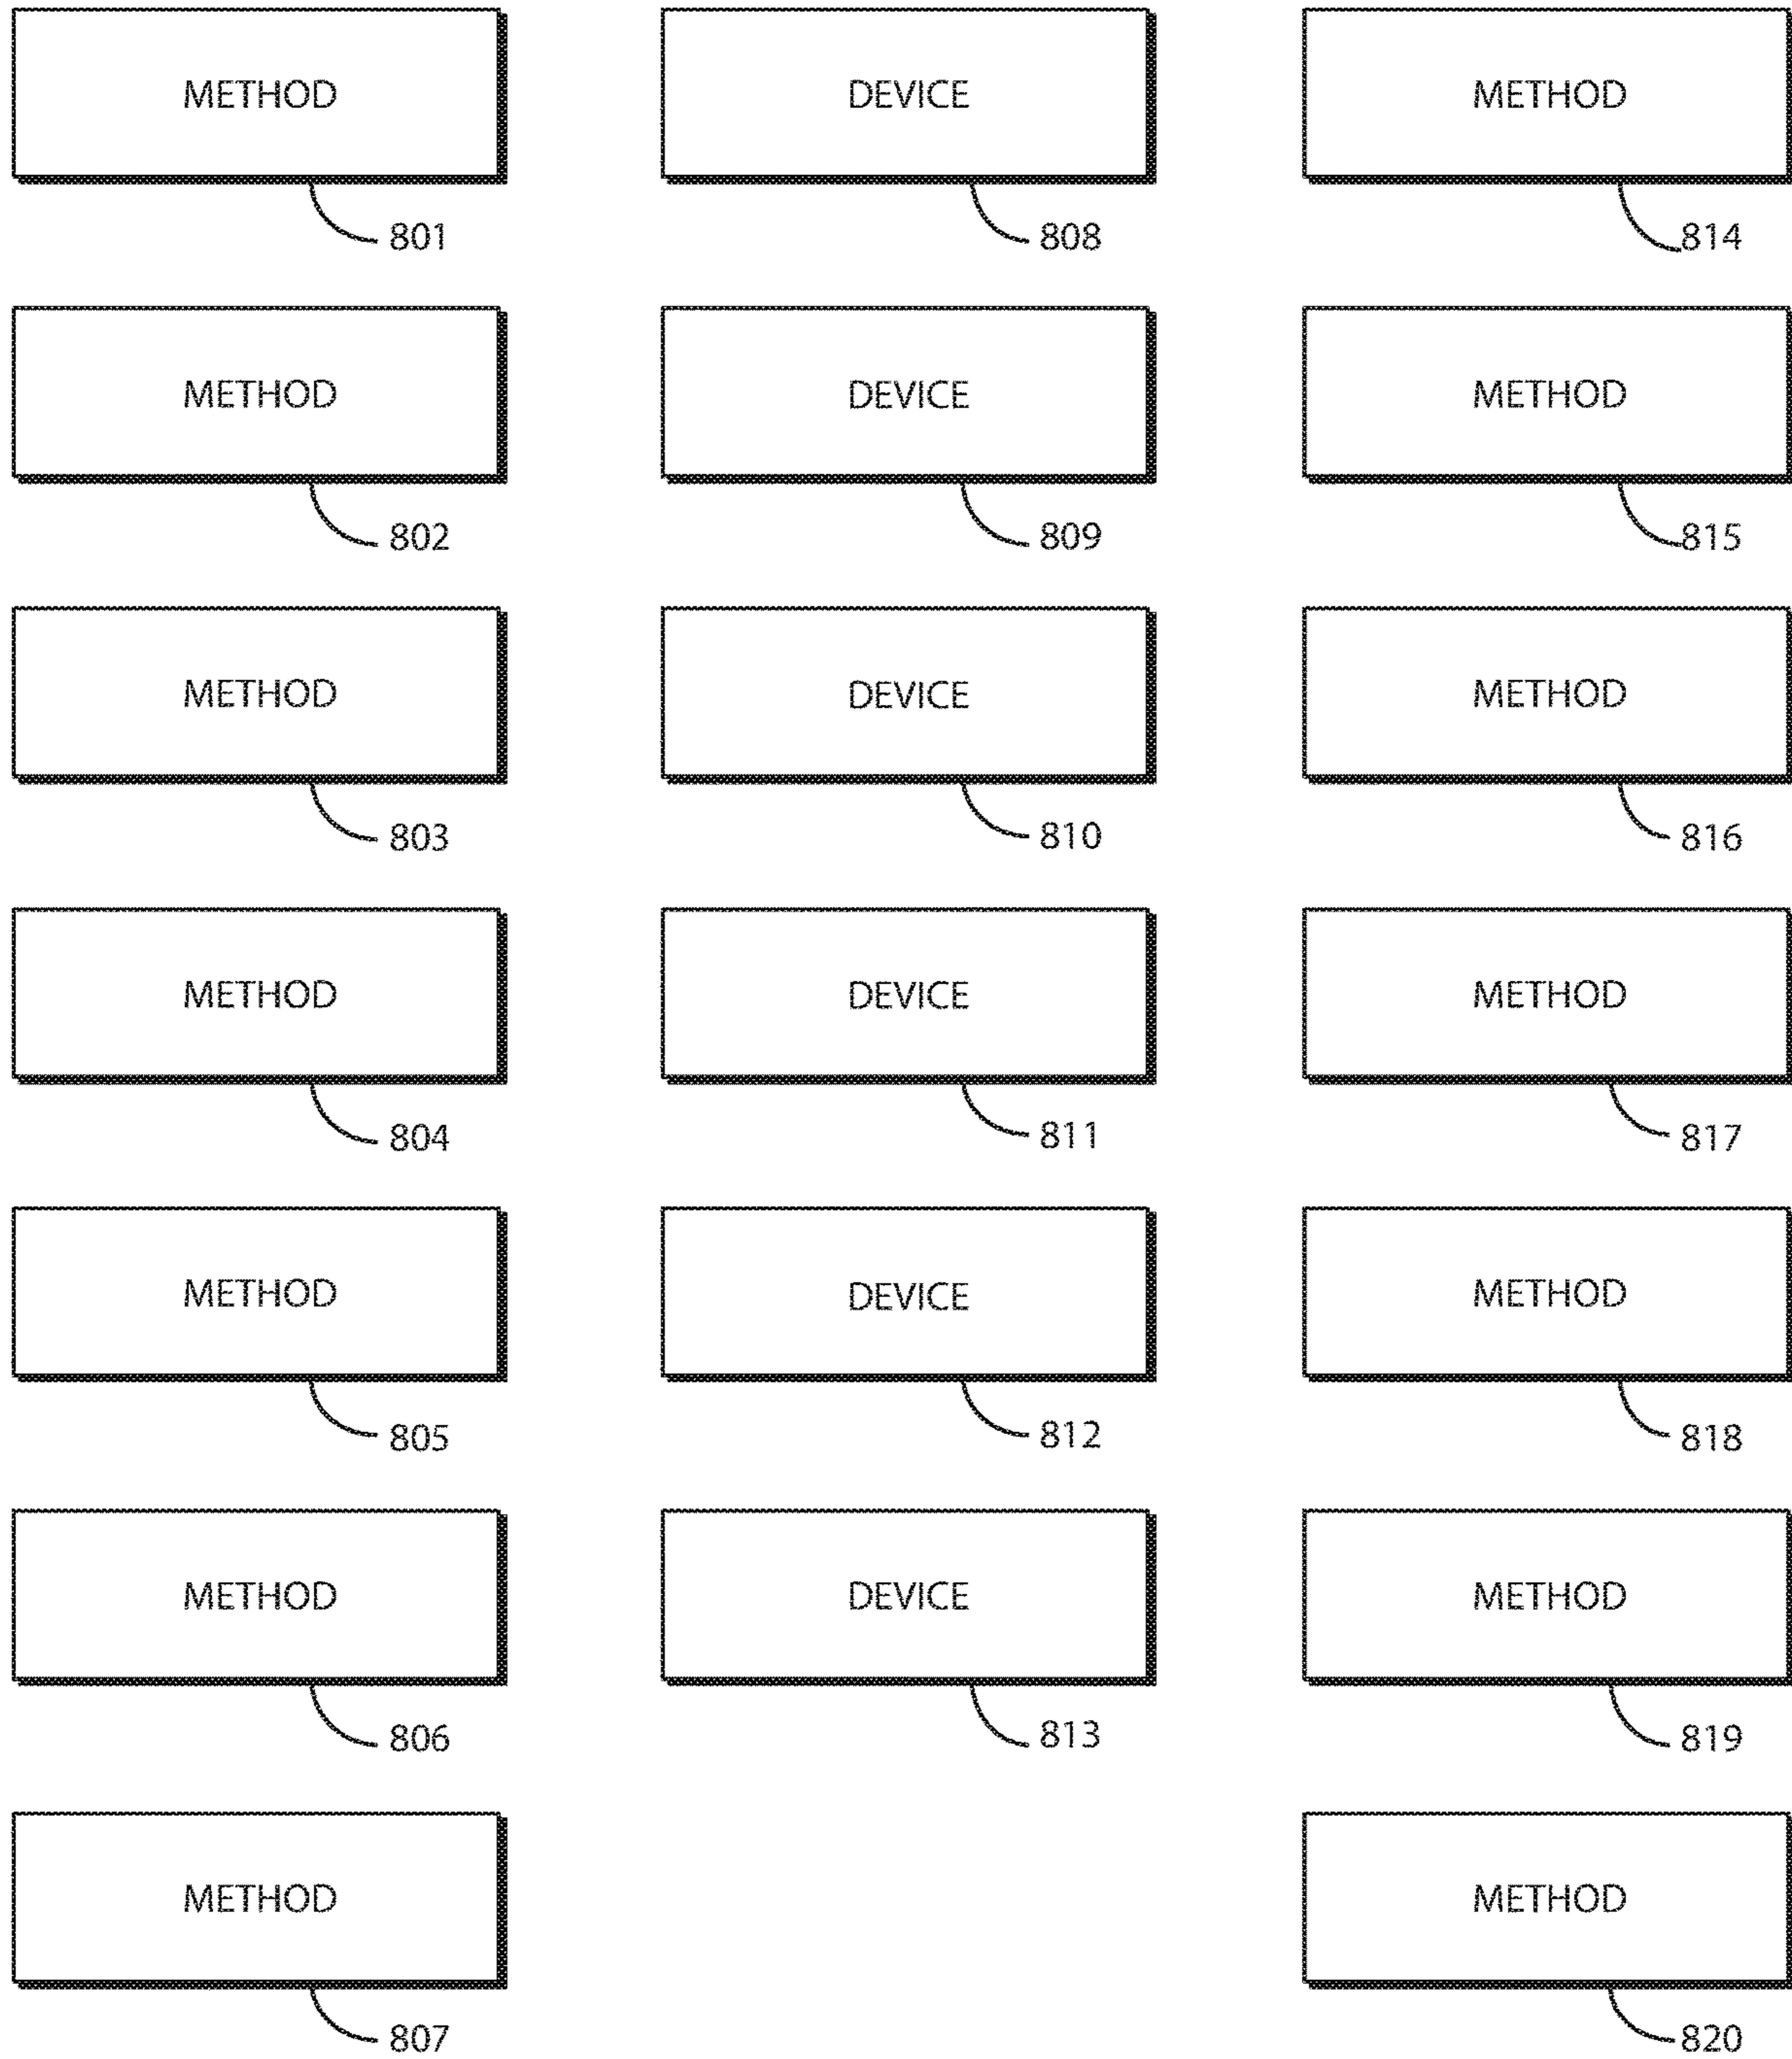 METHOD DEVICE METHOD
801 808 814
METHOD DEVICE METHOD
802 809 815
METHOD DEVICE METHOD
803 810 816
METHOD DEVICE METHOD
804 811 817
METHOD DEVICE METHOD
805 812 818
METHOD DEVICE METHOD
806 813 819
METHOD METHOD
807 820